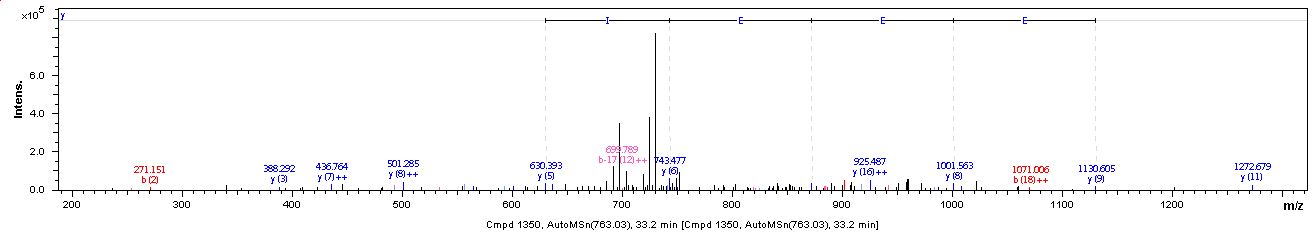 ×10⁵
y
I E E E
6.0
4.0
2.0
0.0
Intens.
271.151
b (2)
388.292
y (3)
436.764
y (7)++
501.285
y (8)++
630.393
y (5)
699.789
b-17 (12)++
743.477
y (6)
925.487
y (16)++
1001.563
y (8)
1071.006
b (18)++
1130.605
y (9)
1272.679
y (11)
200 300 400 500 600 700 800 900 1000 1100 1200 m/z
Cmpd 1350, AutoMSn(763.03), 33.2 min [Cmpd 1350, AutoMSn(763.03), 33.2 min]